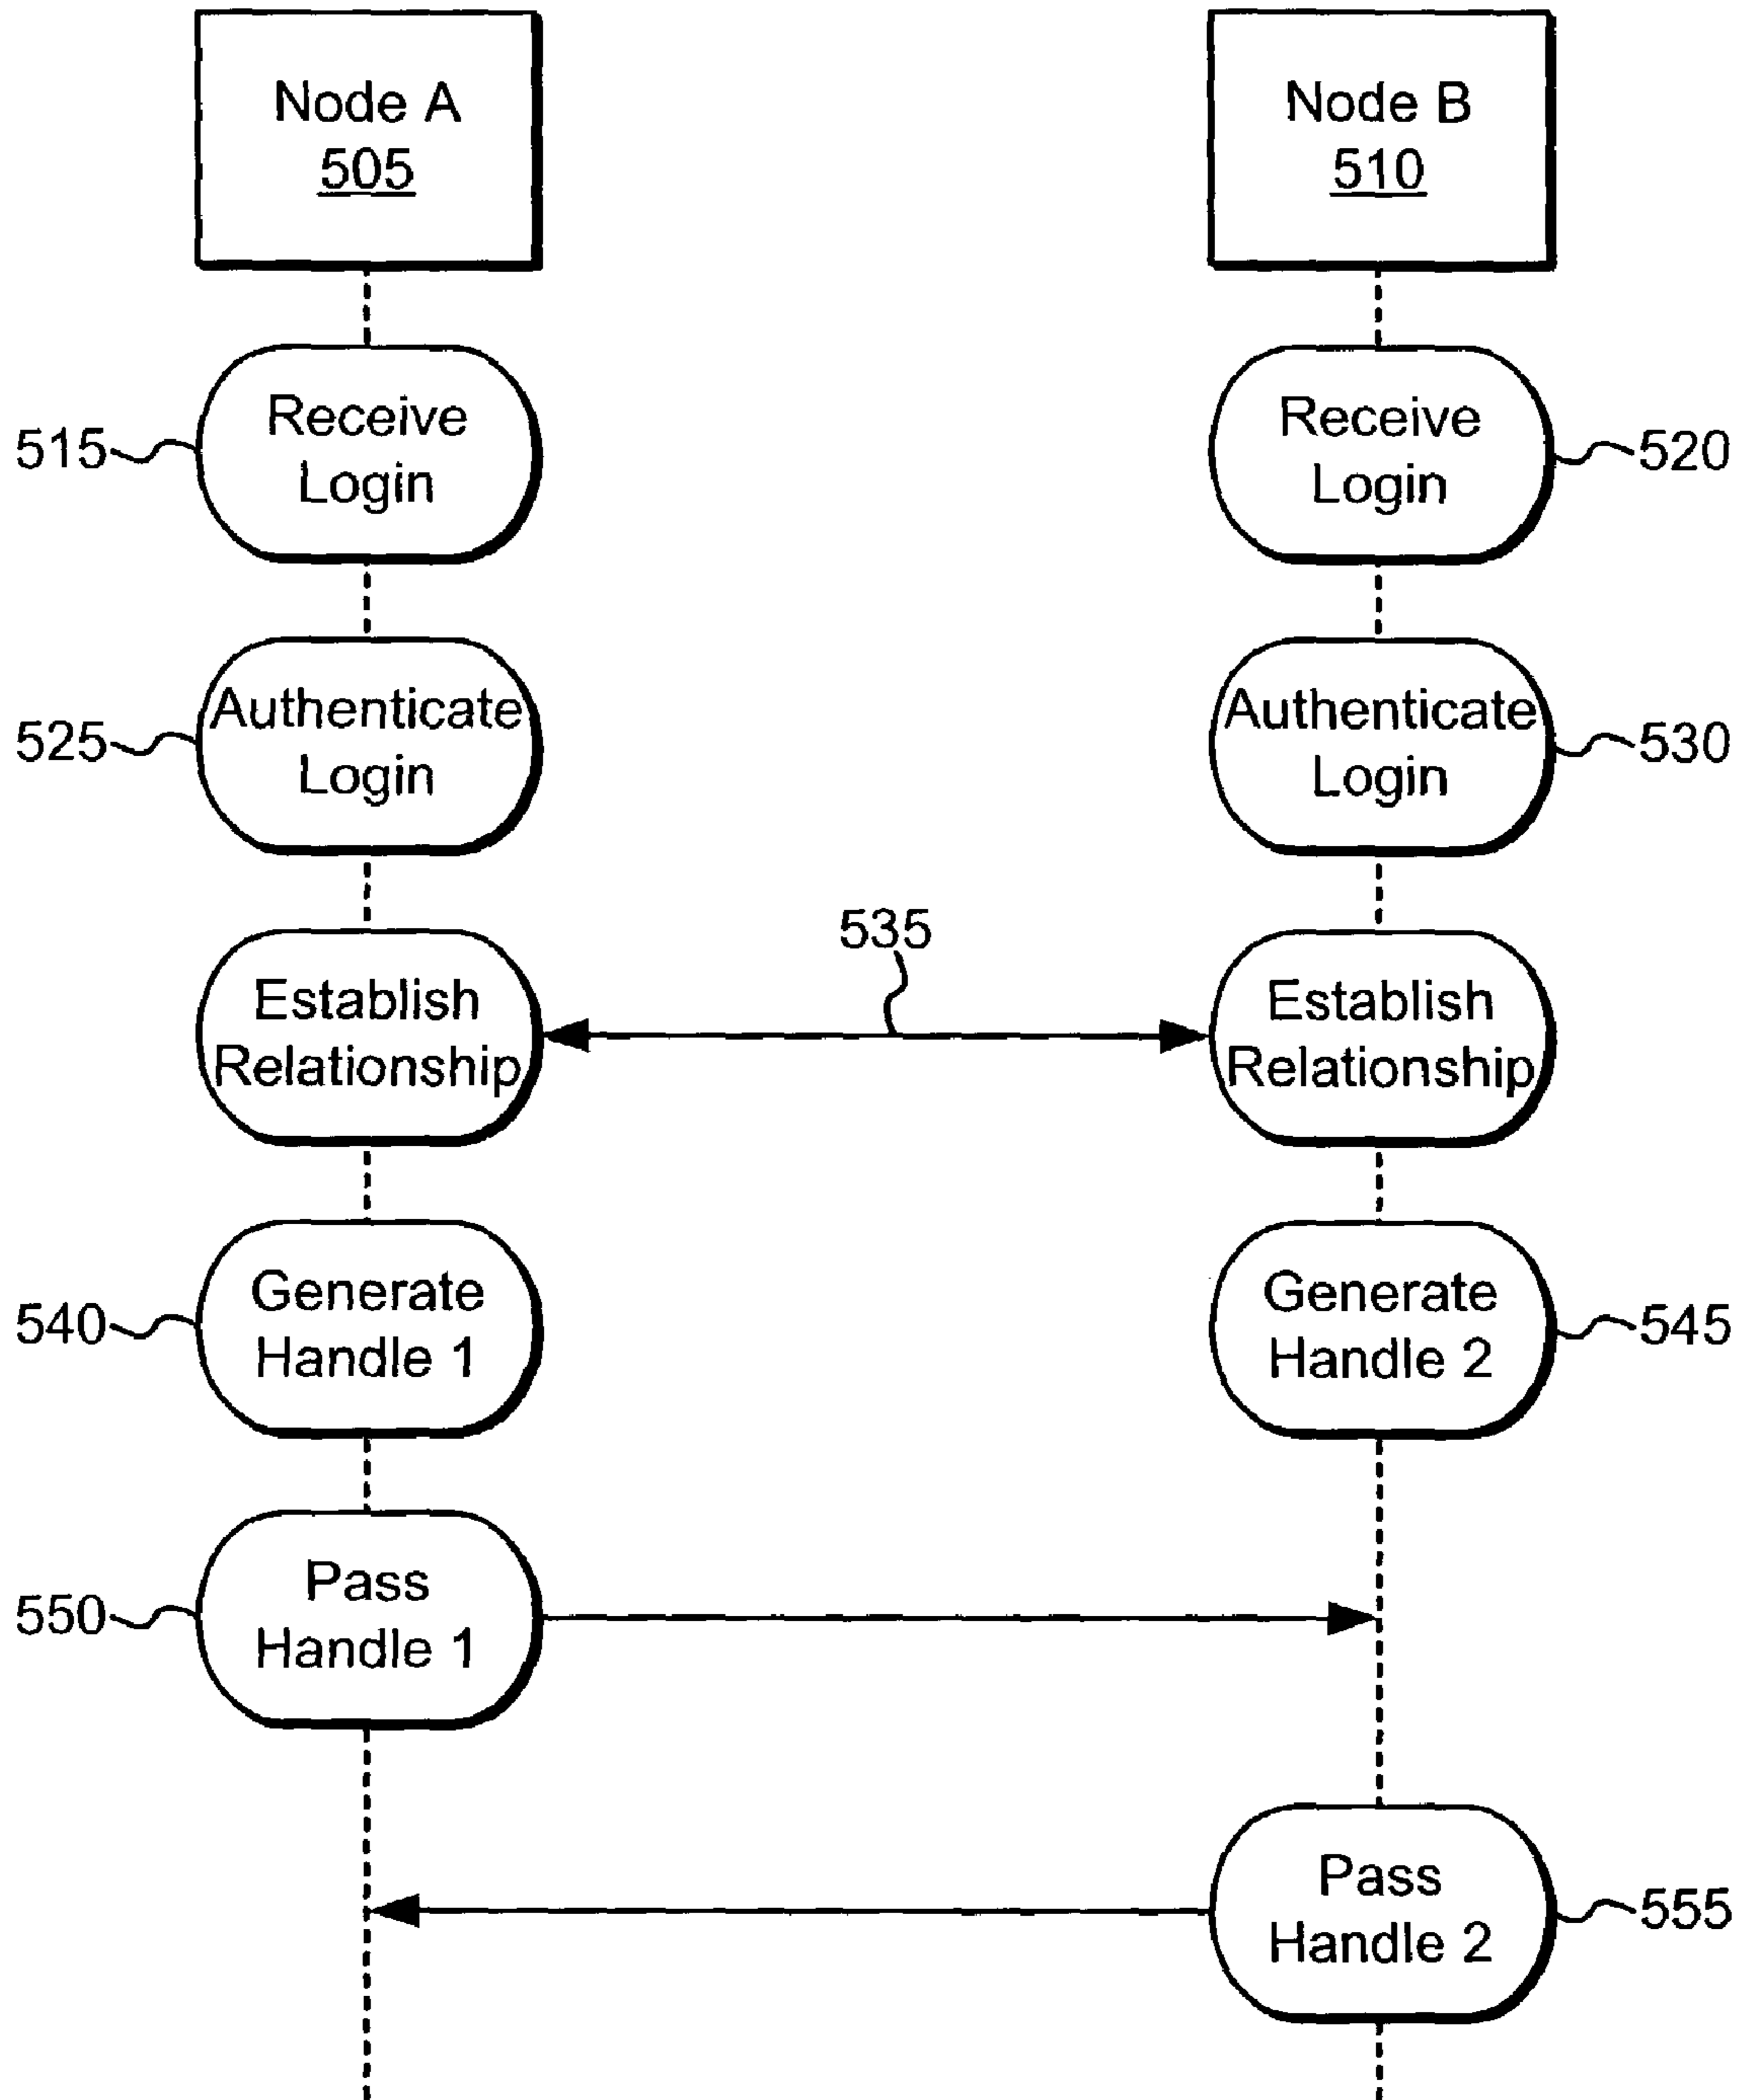 Node A
505
Node B
510
Receive
Login
515
Receive
Login
520
Authenticate
Login
525
Authenticate
Login
530
535
Establish
Relationship
Establish
Relationship
Generate
Handle 1
540
Generate
Handle 2
545
Pass
Handle 1
550
Pass
Handle 2
555